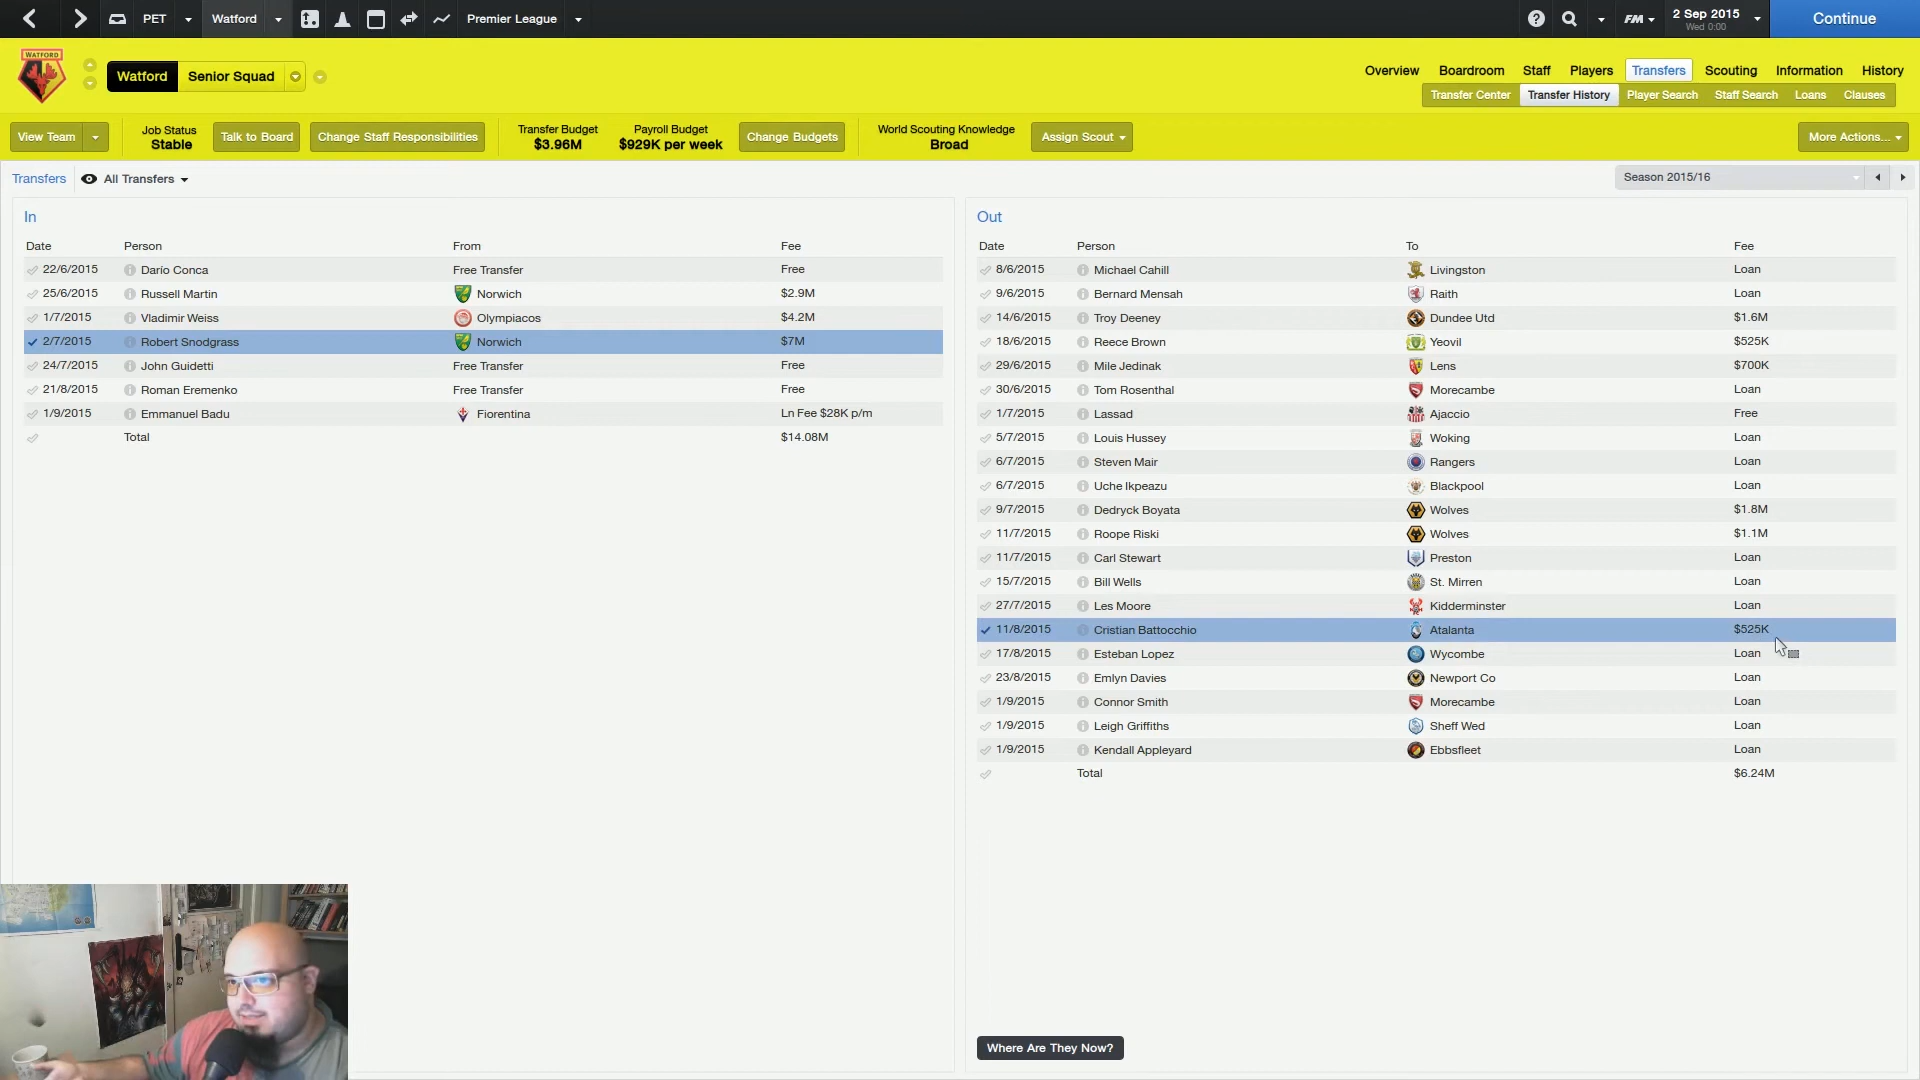 PET Watford Premier League 2 Sep 2015 Continue
FM Wed 0:00
WATFORD
Watford Senior Squad
Overview Boardroom Staff Players Transfers Scouting Information History
Transfer Center Transfer History Player Search Staff Search Loans Clauses
View Team
Job Status
Stable
Talk to Board
Change Staff Responsibilities
Transfer Budget
$3.96M
Payroll Budget
$929K per week
Change Budgets
World Scouting Knowledge
Broad
Assign Scout
More Actions...
Transfers All Transfers Season 2015/16
In
Date Person From Fee
22/6/2015 Darío Conca Free Transfer Free
25/6/2015 Russell Martin Norwich $2.9M
1/7/2015 Vladimir Weiss Olympiacos $4.2M
2/7/2015 Robert Snodgrass Norwich $7M
24/7/2015 John Guidetti Free Transfer Free
21/8/2015 Roman Eremenko Free Transfer Free
1/9/2015 Emmanuel Badu Fiorentina Ln Fee $28K p/m
Total $14.08M
Out
Date Person To Fee
8/6/2015 Michael Cahill Livingston Loan
9/6/2015 Bernard Mensah Raith Loan
14/6/2015 Troy Deeney Dundee Utd $1.6M
18/6/2015 Reece Brown Yeovil $525K
29/6/2015 Mile Jedinak Lens $700K
30/6/2015 Tom Rosenthal Morecambe Loan
1/7/2015 Lassad Ajaccio Free
5/7/2015 Louis Hussey Woking Loan
6/7/2015 Steven Mair Rangers Loan
6/7/2015 Uche Ikpeazu Blackpool Loan
9/7/2015 Dedryck Boyata Wolves $1.8M
11/7/2015 Roope Riski Wolves $1.1M
11/7/2015 Carl Stewart Preston Loan
15/7/2015 Bill Wells St. Mirren Loan
27/7/2015 Les Moore Kidderminster Loan
11/8/2015 Cristian Battocchio Atalanta $525K
17/8/2015 Esteban Lopez Wycombe Loan
23/8/2015 Emlyn Davies Newport Co Loan
1/9/2015 Connor Smith Morecambe Loan
1/9/2015 Leigh Griffiths Sheff Wed Loan
1/9/2015 Kendall Appleyard Ebbsfleet Loan
Total $6.24M
Where Are They Now?